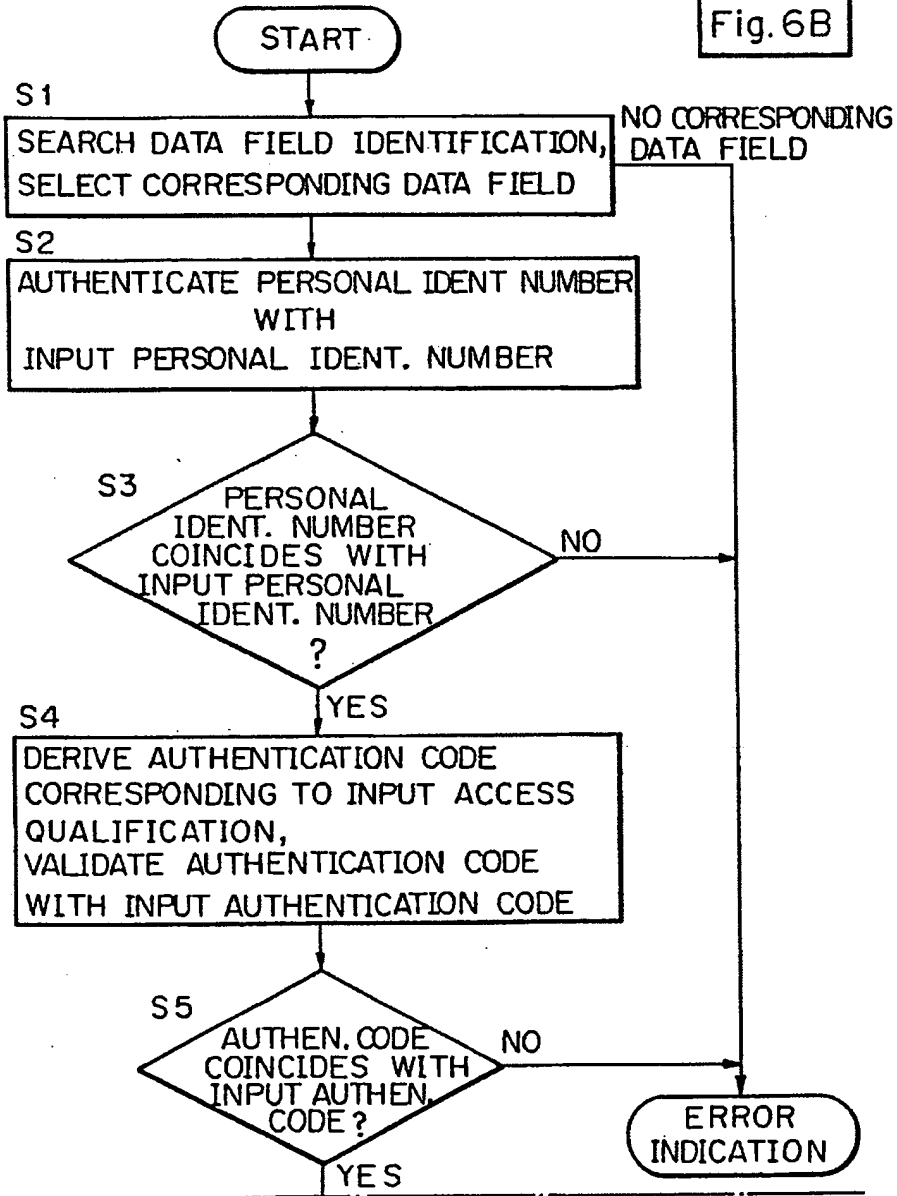 Fig. 6B
START
S1
SEARCH DATA FIELD IDENTIFICATION,
SELECT CORRESPONDING DATA FIELD
NO CORRESPONDING
DATA FIELD
S2
AUTHENTICATE PERSONAL IDENT NUMBER
WITH
INPUT PERSONAL IDENT. NUMBER
S3
PERSONAL
IDENT. NUMBER
COINCIDES WITH
INPUT PERSONAL
IDENT. NUMBER
?
NO
YES
S4
DERIVE AUTHENTICATION CODE
CORRESPONDING TO INPUT ACCESS
QUALIFICATION,
VALIDATE AUTHENTICATION CODE
WITH INPUT AUTHENTICATION CODE
S5
AUTHEN. CODE
COINCIDES WITH
INPUT AUTHEN.
CODE?
NO
YES
ERROR
INDICATION